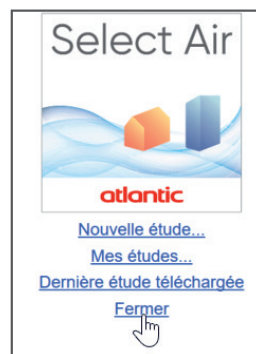 Select Air
atlantic
Nouvelle étude...
Mes études...
Dernière étude téléchargée
Fermer